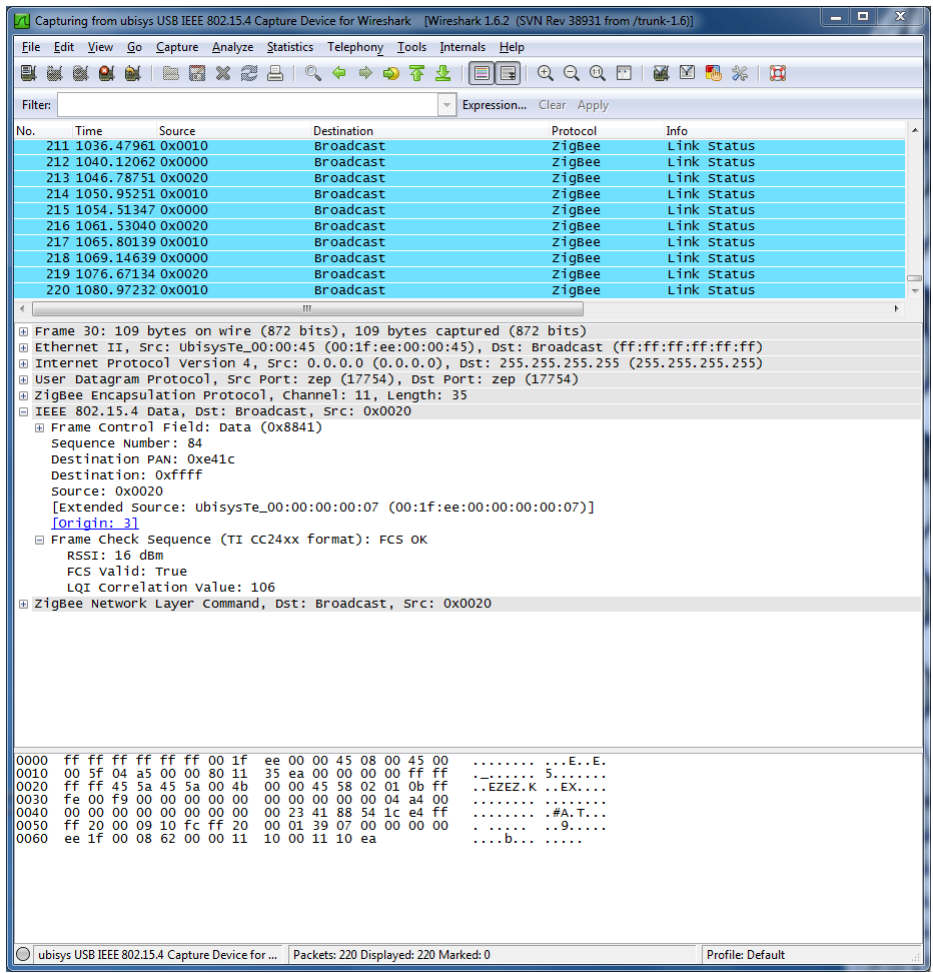 Capturing from ubisys USB IEEE 802.15.4 Capture Device for Wireshark [Wireshark 1.6.2 (SVN Rev 38931 from /trunk-1.6)]
File Edit View Go Capture Analyze Statistics Telephony Tools Internals Help
Filter: Expression... Clear Apply
No. Time Source Destination Protocol Info
211 1036.47961 0x0010 Broadcast ZigBee Link Status
212 1040.12062 0x0000 Broadcast ZigBee Link Status
213 1046.78751 0x0020 Broadcast ZigBee Link Status
214 1050.95251 0x0010 Broadcast ZigBee Link Status
215 1054.51347 0x0000 Broadcast ZigBee Link Status
216 1061.53040 0x0020 Broadcast ZigBee Link Status
217 1065.80139 0x0010 Broadcast ZigBee Link Status
218 1069.14639 0x0000 Broadcast ZigBee Link Status
219 1076.67134 0x0020 Broadcast ZigBee Link Status
220 1080.97232 0x0010 Broadcast ZigBee Link Status
Frame 30: 109 bytes on wire (872 bits), 109 bytes captured (872 bits)
Ethernet II, Src: UbisysTe_00:00:45 (00:1f:ee:00:00:45), Dst: Broadcast (ff:ff:ff:ff:ff:ff)
Internet Protocol Version 4, Src: 0.0.0.0 (0.0.0.0), Dst: 255.255.255.255 (255.255.255.255)
User Datagram Protocol, Src Port: zep (17754), Dst Port: zep (17754)
ZigBee Encapsulation Protocol, Channel: 11, Length: 35
IEEE 802.15.4 Data, Dst: Broadcast, Src: 0x0020
Frame Control Field: Data (0x8841)
Sequence Number: 84
Destination PAN: 0xe41c
Destination: 0xffff
Source: 0x0020
[Extended Source: UbisysTe_00:00:00:00:07 (00:1f:ee:00:00:00:00:07)]
[Origin: 3]
Frame Check Sequence (TI CC24xx format): FCS OK
RSSI: 16 dBm
FCS Valid: True
LQI Correlation Value: 106
ZigBee Network Layer Command, Dst: Broadcast, Src: 0x0020
0000 ff ff ff ff ff ff 00 1f ee 00 00 45 08 00 45 00 ........ ...E..E.
0010 00 5f 04 a5 00 00 80 11 35 ea 00 00 00 00 ff ff ._...... 5.......
0020 ff ff 45 5a 45 5a 00 4b 00 00 45 58 02 01 0b ff ..EZEZ.K ..EX....
0030 fe 00 f9 00 00 00 00 00 00 00 00 00 00 04 a4 00 ........ ........
0040 00 00 00 00 00 00 00 00 00 23 41 88 54 1c e4 ff ........ .#A.T...
0050 ff 20 00 09 10 fc ff 20 00 01 39 07 00 00 00 00 . ..... ..9.....
0060 ee 1f 00 08 62 00 00 11 10 00 11 10 ea ....b... .....
ubisys USB IEEE 802.15.4 Capture Device for ... Packets: 220 Displayed: 220 Marked: 0 Profile: Default